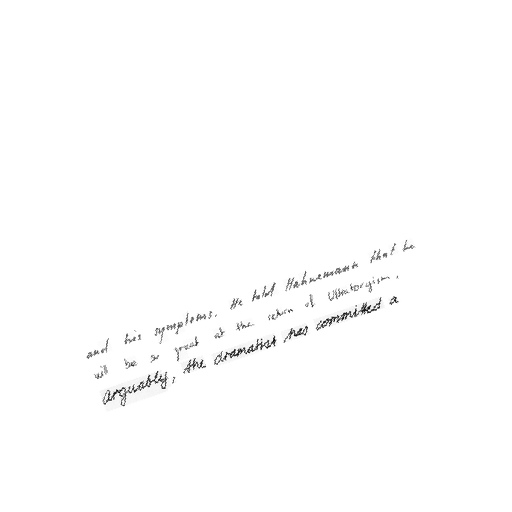 and his symptoms. He told Hahnemann that he
will be so great at the return of
arguably, the dramatist has committed a